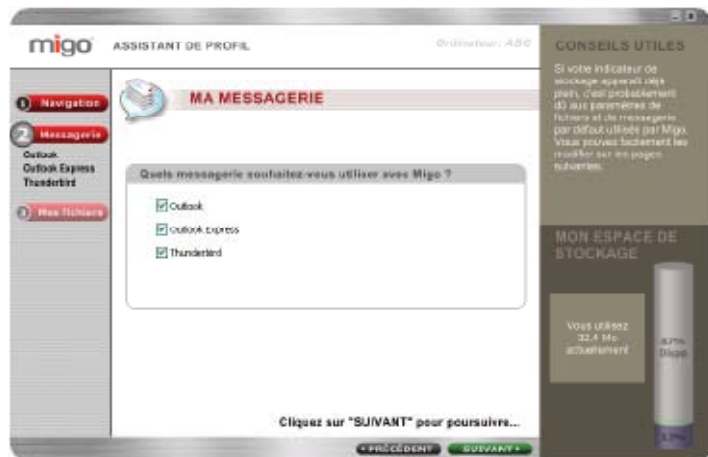 migo
ASSISTANT DE PROFIL
Ordinateur: ABC
1 Navigation
2 Messagerie
Outlook
Outlook Express
Thunderbird
3 Mes fichiers
MA MESSAGERIE
Quels messagerie souhaitez-vous utiliser avec Migo ?
Outlook
Outlook Express
Thunderbird
Cliquez sur "SUIVANT" pour poursuivre...
PRÉCÉDENT
SUIVANT
CONSEILS UTILES
Si votre indicateur de
stockage apparaît déjà
plein, c'est probablement
dû aux paramètres de
fichiers et de messagerie
par défaut utilisés par Migo.
Vous pouvez facilement les
modifier sur les pages
suivantes.
MON ESPACE DE
STOCKAGE
Vous utilisez
32,4 Mo
actuellement
Dispo